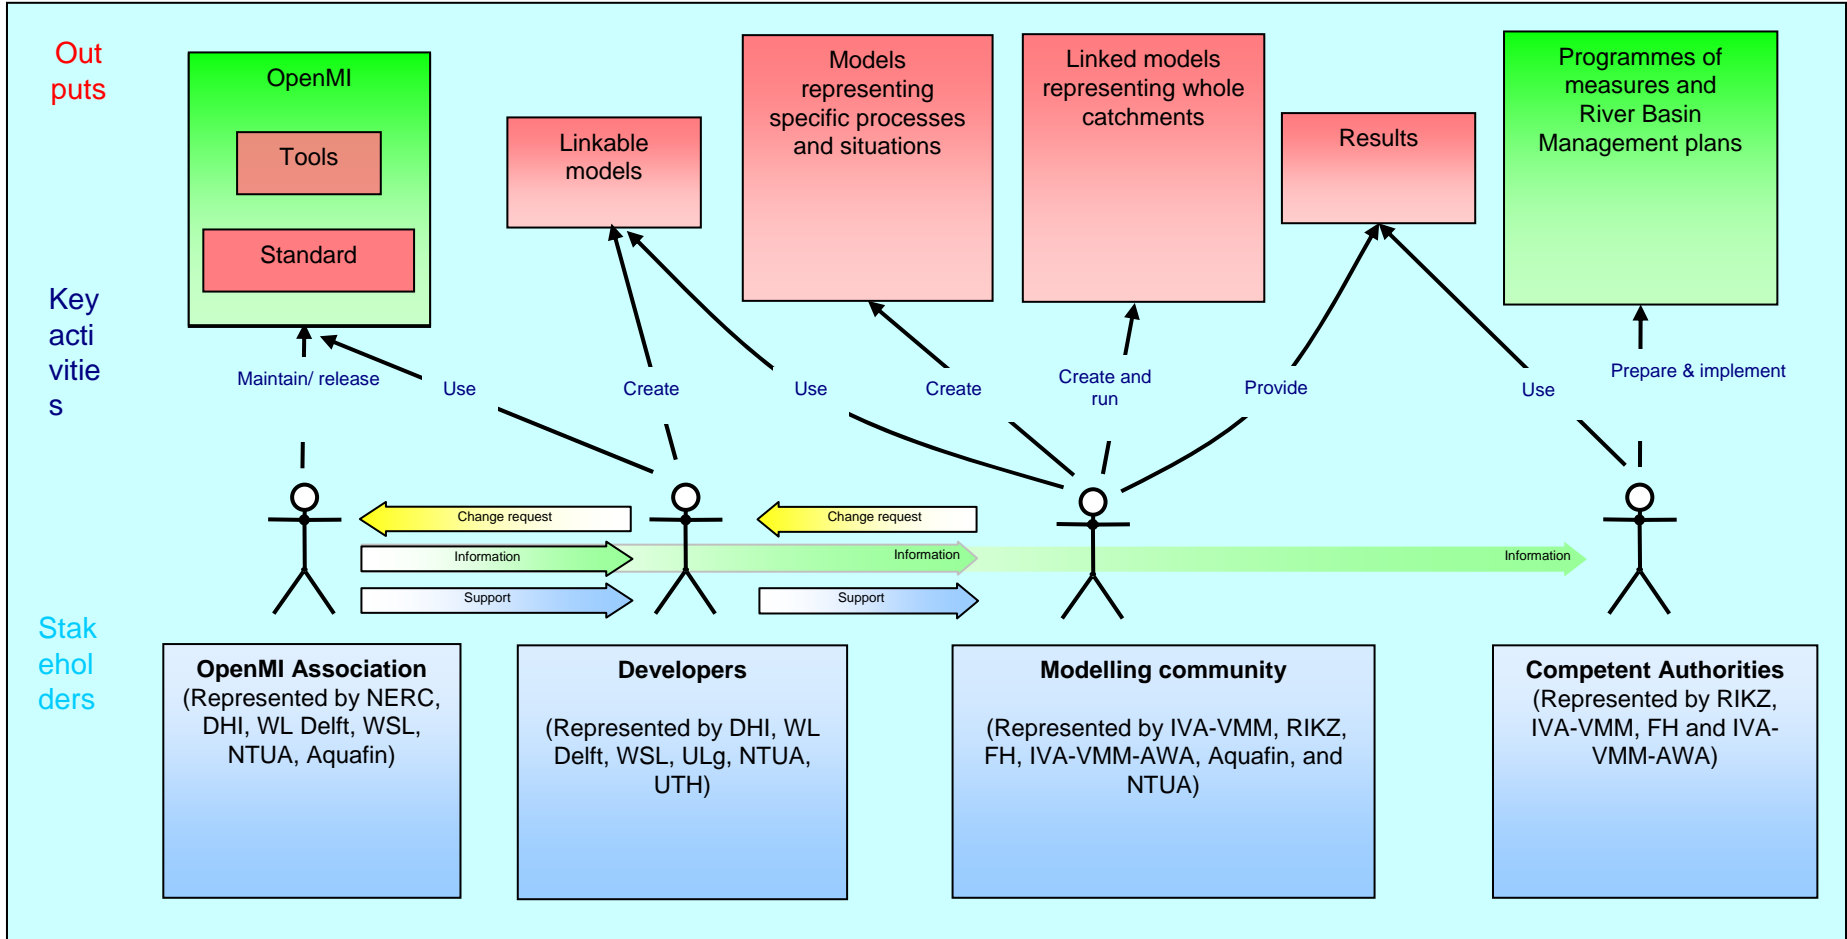 Out
puts
OpenMI
Tools
Standard
Linkable
models
Models
representing
specific processes
and situations
Linked models
representing whole
catchments
Results
Programmes of
measures and
River Basin
Management plans
Key
acti
vitie
s
Maintain/ release
Use
Create
Use
Create
Create and
run
Provide
Use
Prepare & implement
Change request
Information
Support
Change request
Information
Support
Information
Stak
ehol
ders
OpenMI Association
(Represented by NERC,
DHI, WL Delft, WSL,
NTUA, Aquafin)
Developers
(Represented by DHI, WL
Delft, WSL, ULg, NTUA,
UTH)
Modelling community
(Represented by IVA-VMM, RIKZ,
FH, IVA-VMM-AWA, Aquafin, and
NTUA)
Competent Authorities
(Represented by RIKZ,
IVA-VMM, FH and IVA-
VMM-AWA)